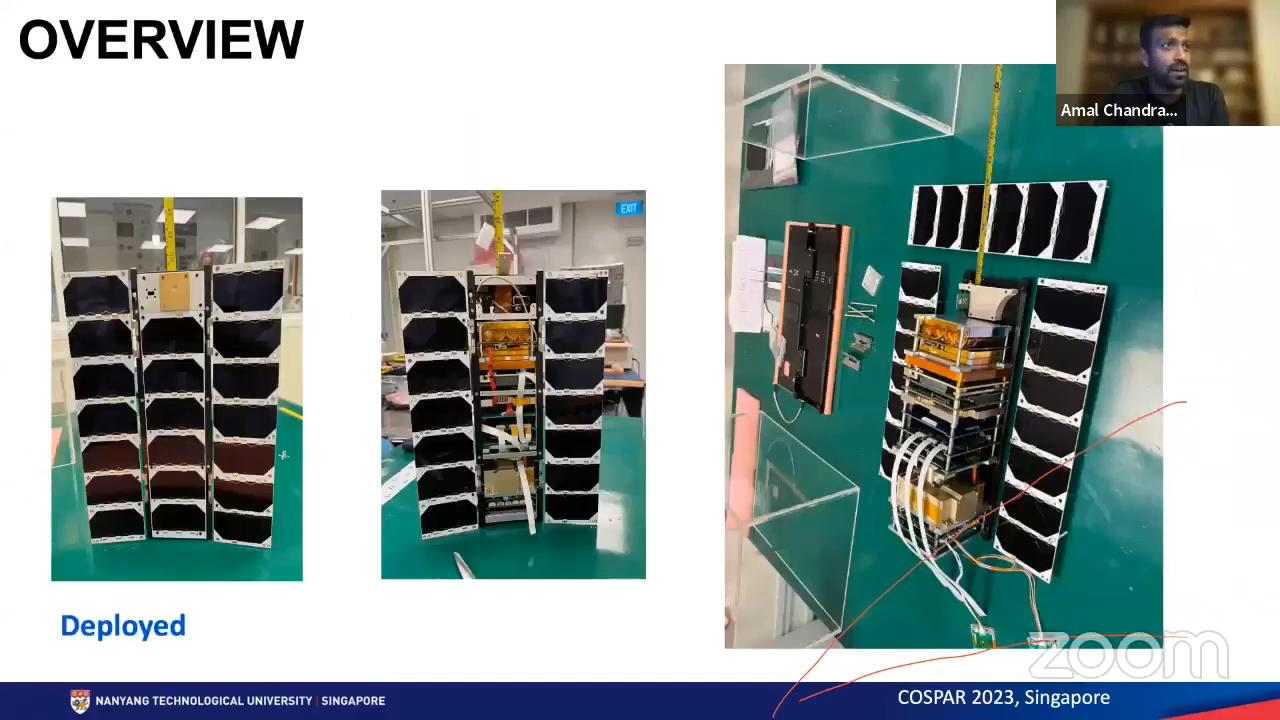 OVERVIEW
Amal Chandra...
EXIT
Deployed
zoom
NANYANG TECHNOLOGICAL UNIVERSITY | SINGAPORE
COSPAR 2023, Singapore